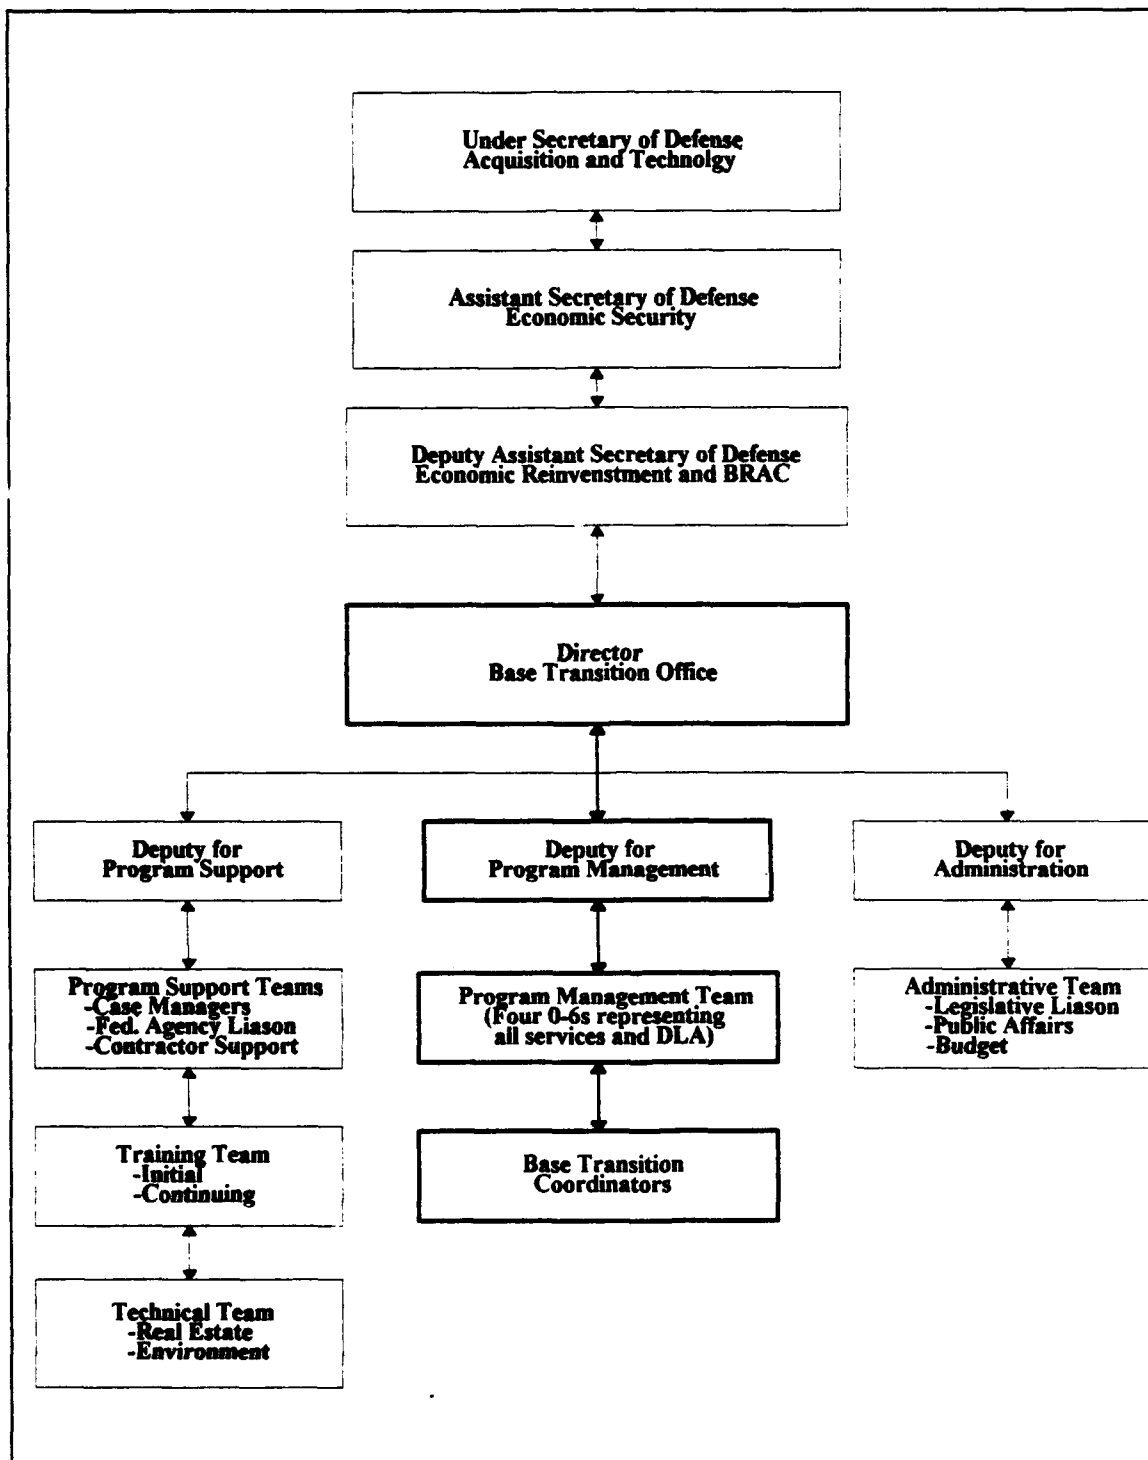 Under Secretary of Defense
Acquisition and Technolgy
Assistant Secretary of Defense
Economic Security
Deputy Assistant Secretary of Defense
Economic Reinvenstment and BRAC
Director
Base Transition Office
Deputy for
Program Support
Deputy for
Program Management
Deputy for
Administration
Program Support Teams
-Case Managers
-Fed. Agency Liason
-Contractor Support
Program Management Team
(Four 0-6s representing
all services and DLA)
Administrative Team
-Legislative Liason
-Public Affairs
-Budget
Training Team
-Initial
-Continuing
Base Transition
Coordinators
Technical Team
-Real Estate
-Environment